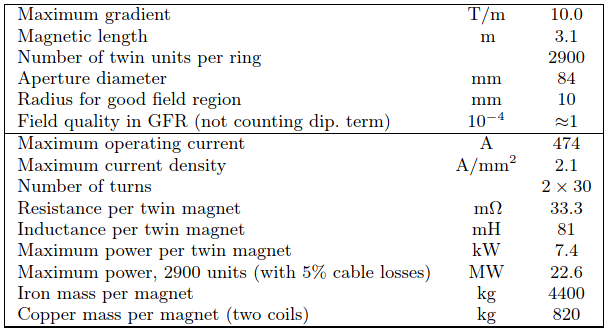 Maximum gradient T/m 10.0
Magnetic length m 3.1
Number of twin units per ring 2900
Aperture diameter mm 84
Radius for good field region mm 10
Field quality in GFR (not counting dip. term) 10⁻⁴ ≈1
Maximum operating current A 474
Maximum current density A/mm² 2.1
Number of turns 2 × 30
Resistance per twin magnet mΩ 33.3
Inductance per twin magnet mH 81
Maximum power per twin magnet kW 7.4
Maximum power, 2900 units (with 5% cable losses) MW 22.6
Iron mass per magnet kg 4400
Copper mass per magnet (two coils) kg 820